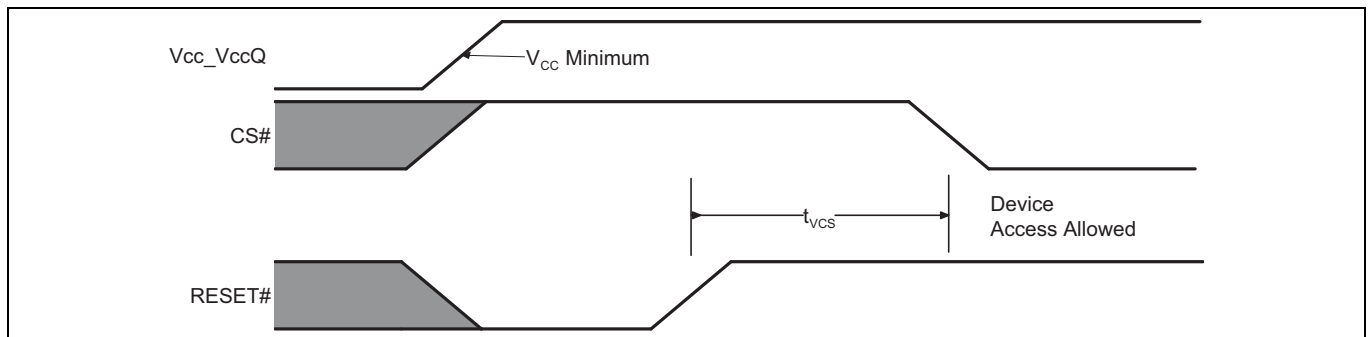 Vcc_VccQ
VCC Minimum
CS#
tVCS
Device
Access Allowed
RESET#